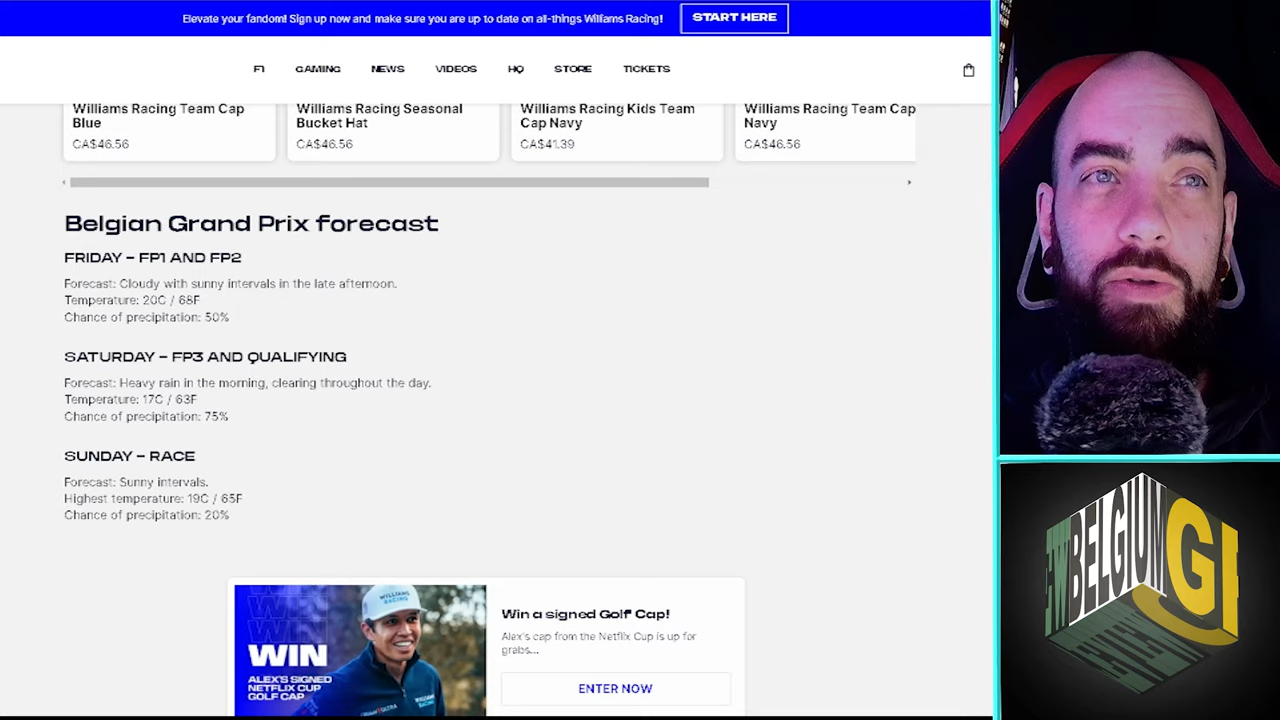 Elevate your fandom! Sign up now and make sure you are up to date on all-things Williams Racing!
START HERE
F1 GAMING NEWS VIDEOS HQ STORE TICKETS
Williams Racing Team Cap Blue
CA$46.56
Williams Racing Seasonal Bucket Hat
CA$46.56
Williams Racing Kids Team Cap Navy
CA$41.39
Williams Racing Team Cap Navy
CA$46.56
Belgian Grand Prix forecast
FRIDAY – FP1 AND FP2
Forecast: Cloudy with sunny intervals in the late afternoon.
Temperature: 20C / 68F
Chance of precipitation: 50%
SATURDAY – FP3 AND QUALIFYING
Forecast: Heavy rain in the morning, clearing throughout the day.
Temperature: 17C / 63F
Chance of precipitation: 75%
SUNDAY – RACE
Forecast: Sunny intervals.
Highest temperature: 19C / 65F
Chance of precipitation: 20%
WIN
WIN
WIN
WIN
ALEX'S SIGNED
NETFLIX CUP
GOLF CAP
WILLIAMS
RACING
Win a signed Golf Cap!
Alex's cap from the Netflix Cup is up for
grabs...
ENTER NOW
BELGIUM